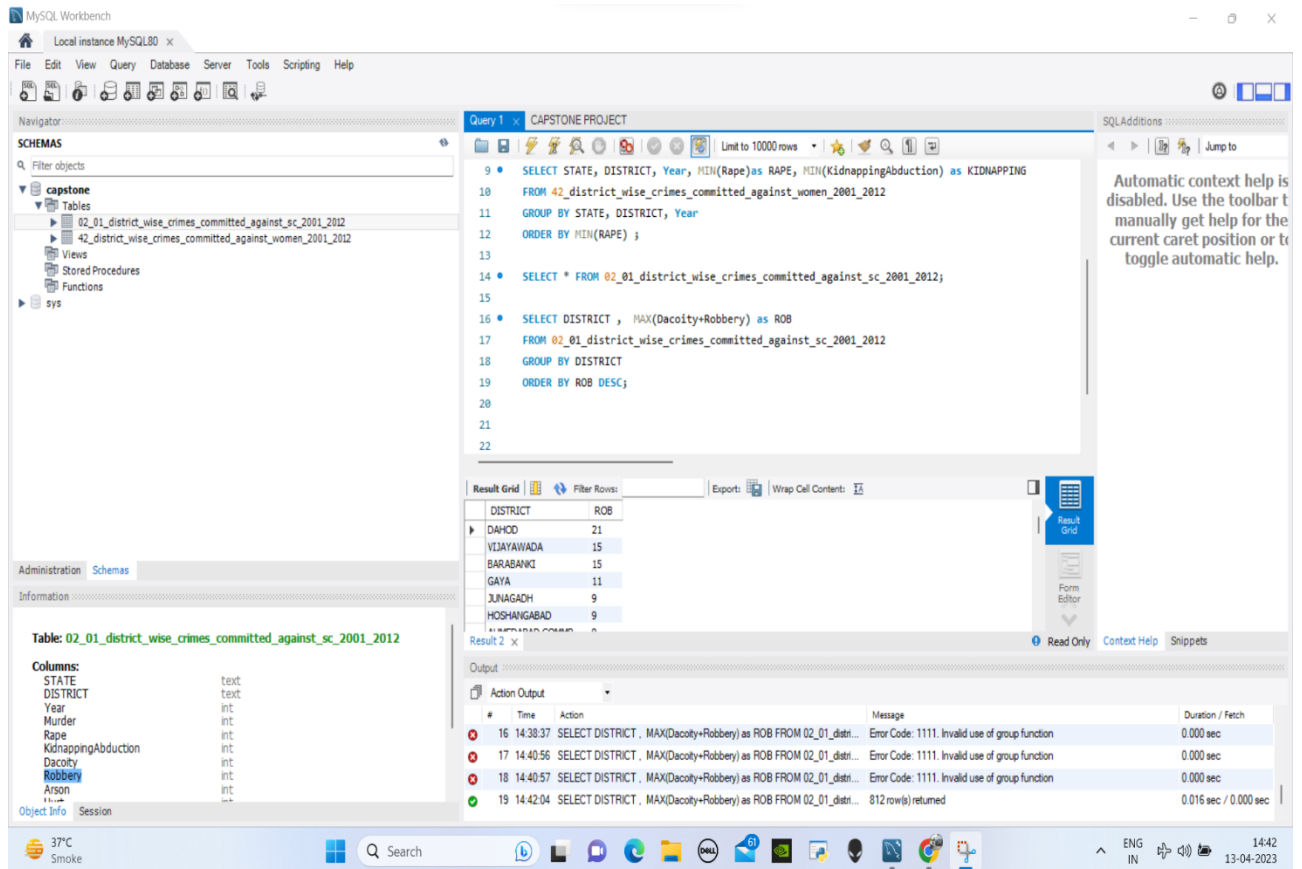 MySQL Workbench
Local instance MySQL80
File Edit View Query Database Server Tools Scripting Help
Navigator
SCHEMAS
Filter objects
capstone
Tables
02_01_district_wise_crimes_committed_against_sc_2001_2012
42_district_wise_crimes_committed_against_women_2001_2012
Views
Stored Procedures
Functions
sys
Administration Schemas
Information
Table: 02_01_district_wise_crimes_committed_against_sc_2001_2012
Columns:
STATE text
DISTRICT text
Year int
Murder int
Rape int
KidnappingAbduction int
Dacoity int
Robbery int
Arson int
Object Info Session
Query 1 CAPSTONE PROJECT
Limit to 10000 rows
9 SELECT STATE, DISTRICT, Year, MIN(Rape)as RAPE, MIN(KidnappingAbduction) as KIDNAPPING
10 FROM 42_district_wise_crimes_committed_against_women_2001_2012
11 GROUP BY STATE, DISTRICT, Year
12 ORDER BY MIN(RAPE) ;
13
14 SELECT * FROM 02_01_district_wise_crimes_committed_against_sc_2001_2012;
15
16 SELECT DISTRICT , MAX(Dacoity+Robbery) as ROB
17 FROM 02_01_district_wise_crimes_committed_against_sc_2001_2012
18 GROUP BY DISTRICT
19 ORDER BY ROB DESC;
20
21
22
Result Grid Filter Rows: Export: Wrap Cell Content:
DISTRICT ROB
DAHOD 21
VIJAYAWADA 15
BARABANKI 15
GAYA 11
JUNAGADH 9
HOSHANGABAD 9
Result Grid
Form Editor
Result 2
Read Only
SQLAdditions
Jump to
Automatic context help is
disabled. Use the toolbar t
manually get help for the
current caret position or to
toggle automatic help.
Context Help Snippets
Output
Action Output
# Time Action Message Duration / Fetch
16 14:38:37 SELECT DISTRICT , MAX(Dacoity+Robbery) as ROB FROM 02_01_distri... Error Code: 1111. Invalid use of group function 0.000 sec
17 14:40:56 SELECT DISTRICT , MAX(Dacoity+Robbery) as ROB FROM 02_01_distri... Error Code: 1111. Invalid use of group function 0.000 sec
18 14:40:57 SELECT DISTRICT , MAX(Dacoity+Robbery) as ROB FROM 02_01_distri... Error Code: 1111. Invalid use of group function 0.000 sec
19 14:42:04 SELECT DISTRICT , MAX(Dacoity+Robbery) as ROB FROM 02_01_distri... 812 row(s) returned 0.016 sec / 0.000 sec
37°C
Smoke
Search
DELL
61
ENG
IN
14:42
13-04-2023